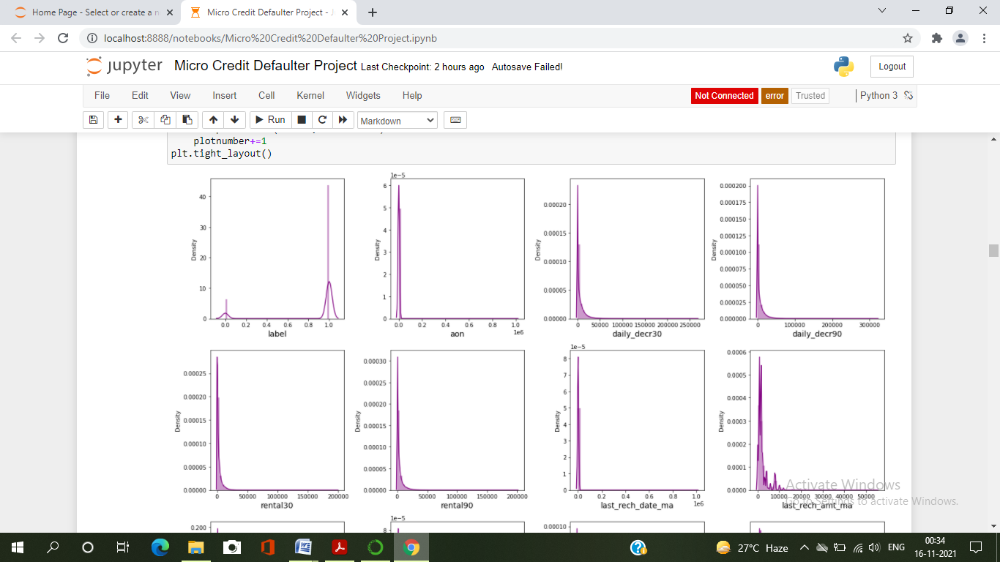 Home Page - Select or create a n
Micro Credit Defaulter Project - J
localhost:8888/notebooks/Micro%20Credit%20Defaulter%20Project.ipynb
jupyter Micro Credit Defaulter Project Last Checkpoint: 2 hours ago Autosave Failed!
Logout
File Edit View Insert Cell Kernel Widgets Help
Not Connected error Trusted Python 3
Run Markdown
plotnumber+=1
plt.tight_layout()
1e-5
40
30
20
10
0
Density
0.0 0.2 0.4 0.6 0.8 1.0
label
6
5
4
3
2
1
0
Density
0.0 0.2 0.4 0.6 0.8 1.0
1e6
aon
0.00020
0.00015
0.00010
0.00005
0.00000
Density
0 50000 100000 150000 200000 250000
daily_decr30
0.000200
0.000175
0.000150
0.000125
0.000100
0.000075
0.000050
0.000025
0.000000
Density
0 100000 200000 300000
daily_decr90
0.00025
0.00020
0.00015
0.00010
0.00005
0.00000
Density
0 50000 100000 150000 200000
rental30
0.00030
0.00025
0.00020
0.00015
0.00010
0.00005
0.00000
Density
0 50000 100000 150000 200000
rental90
1e-5
8
7
6
5
4
3
2
1
0
Density
0.0 0.2 0.4 0.6 0.8 1.0
1e6
last_rech_date_ma
0.0006
0.0005
0.0004
0.0003
0.0002
0.0001
0.0000
Density
0 10000 20000 30000 40000 50000
last_rech_amt_ma
Activate Windows
Go to Settings to activate Windows.
0.200
1e-5
8
0.00010
27°C Haze
ENG
00:34
16-11-2021